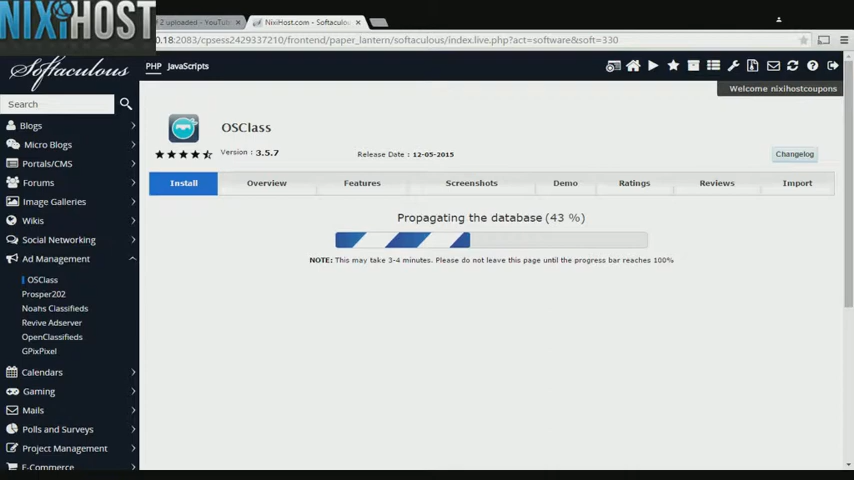 NIXIHOST
2 uploaded - YouTub
NixiHost.com - Softaculous
0.18:2083/cpsess2429337210/frontend/paper_lantern/softaculous/index.live.php?act=software&soft=330
Softaculous
PHP JavaScripts
Welcome nixihostcoupons
Search
Blogs
Micro Blogs
Portals/CMS
Forums
Image Galleries
Wikis
Social Networking
Ad Management
OSClass
Prosper202
Noahs Classifieds
Revive Adserver
OpenClassifieds
GPixPixel
Calendars
Gaming
Mails
Polls and Surveys
Project Management
E-Commerce
OSClass
Version : 3.5.7 Release Date : 12-05-2015 Changelog
Install Overview Features Screenshots Demo Ratings Reviews Import
Propagating the database (43 %)
NOTE: This may take 3-4 minutes. Please do not leave this page until the progress bar reaches 100%